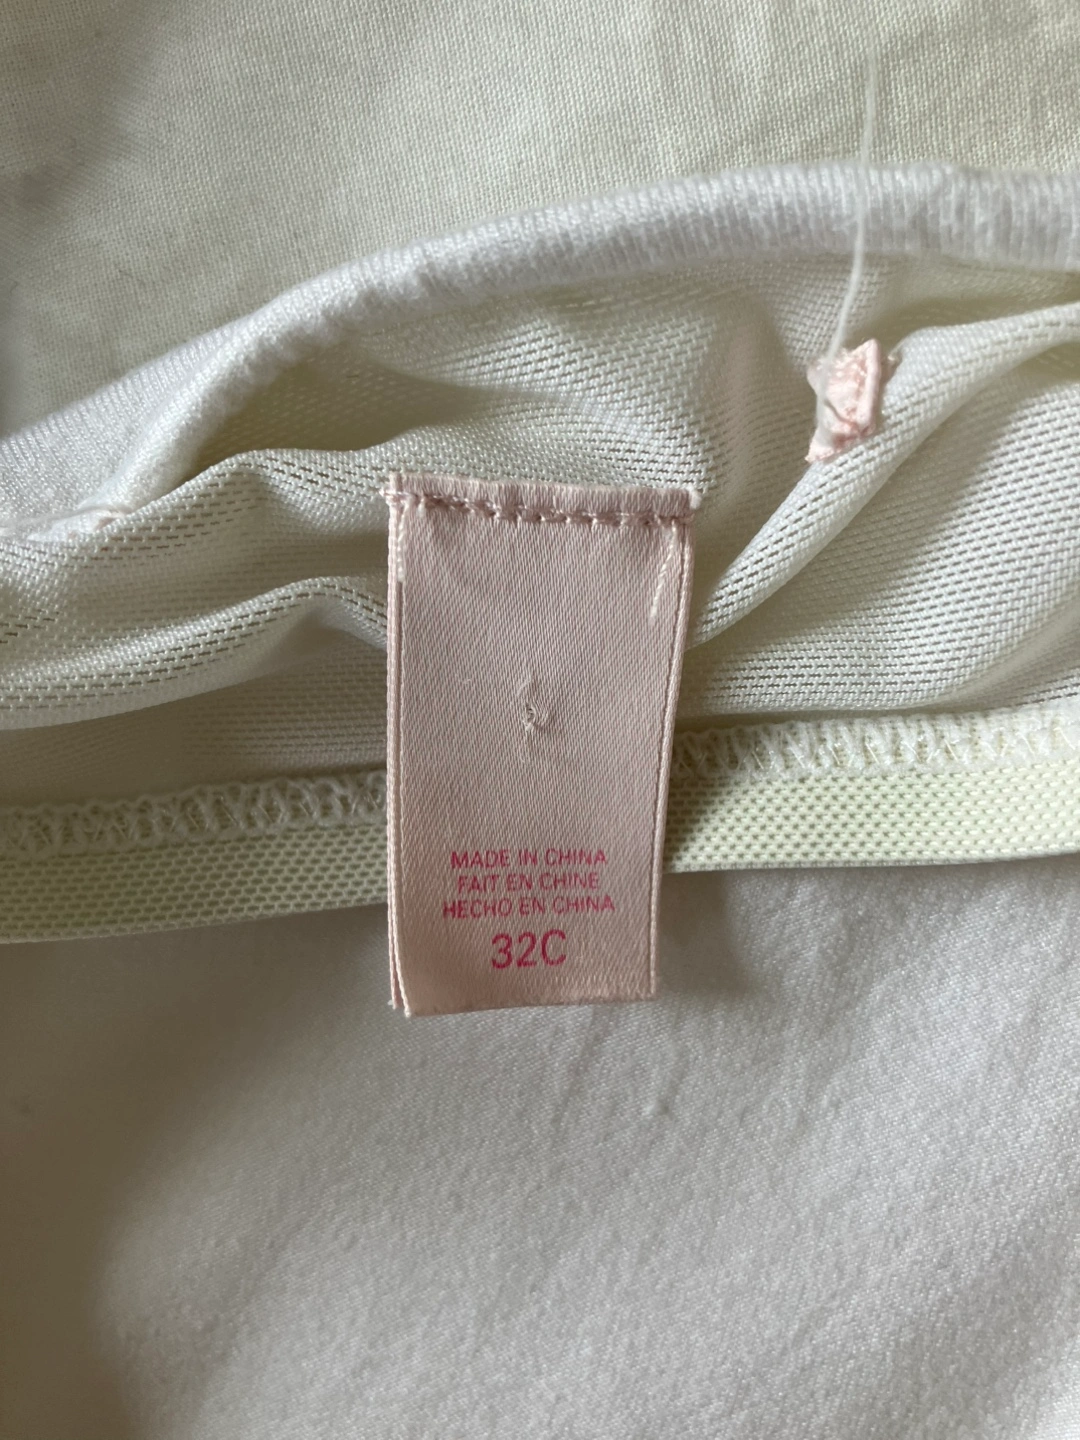 MADE IN CHINA
FAIT EN CHINE
HECHO EN CHINA
32C